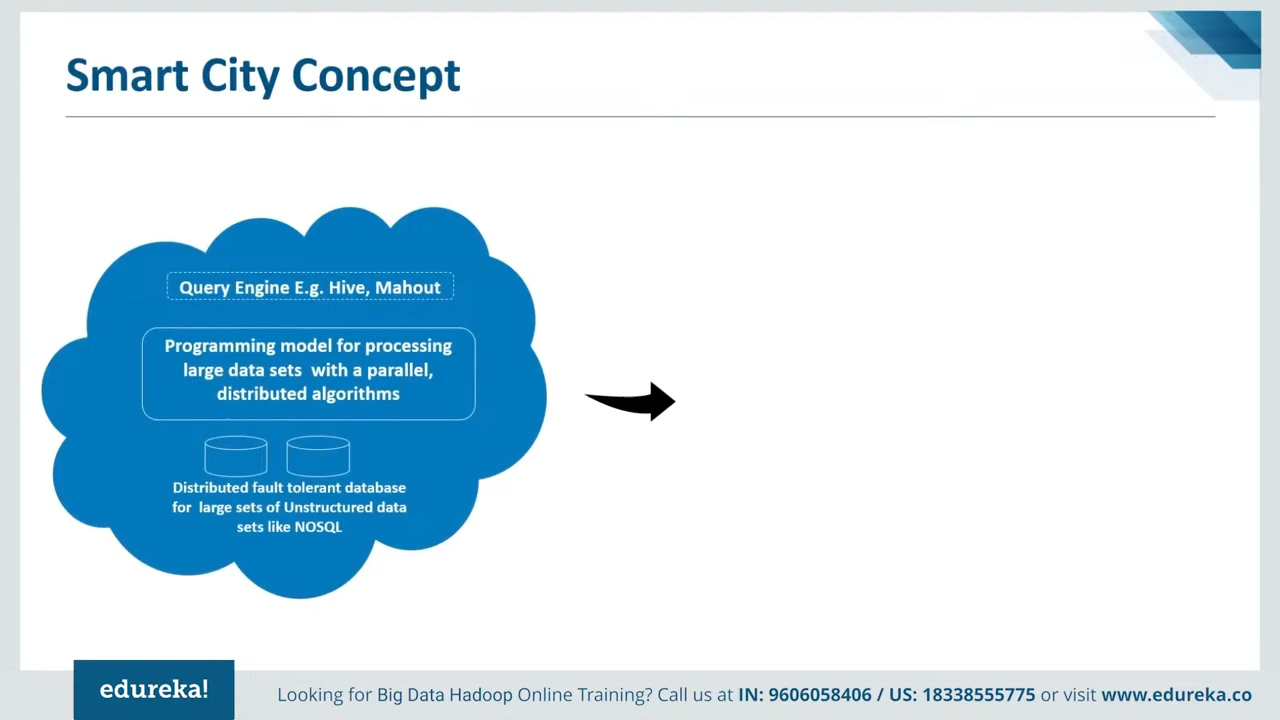 Smart City Concept
Query Engine E.g. Hive, Mahout
Programming model for processing
large data sets with a parallel,
distributed algorithms
Distributed fault tolerant database
for large sets of Unstructured data
sets like NOSQL
edureka!
Looking for Big Data Hadoop Online Training? Call us at IN: 9606058406 / US: 18338555775 or visit www.edureka.co